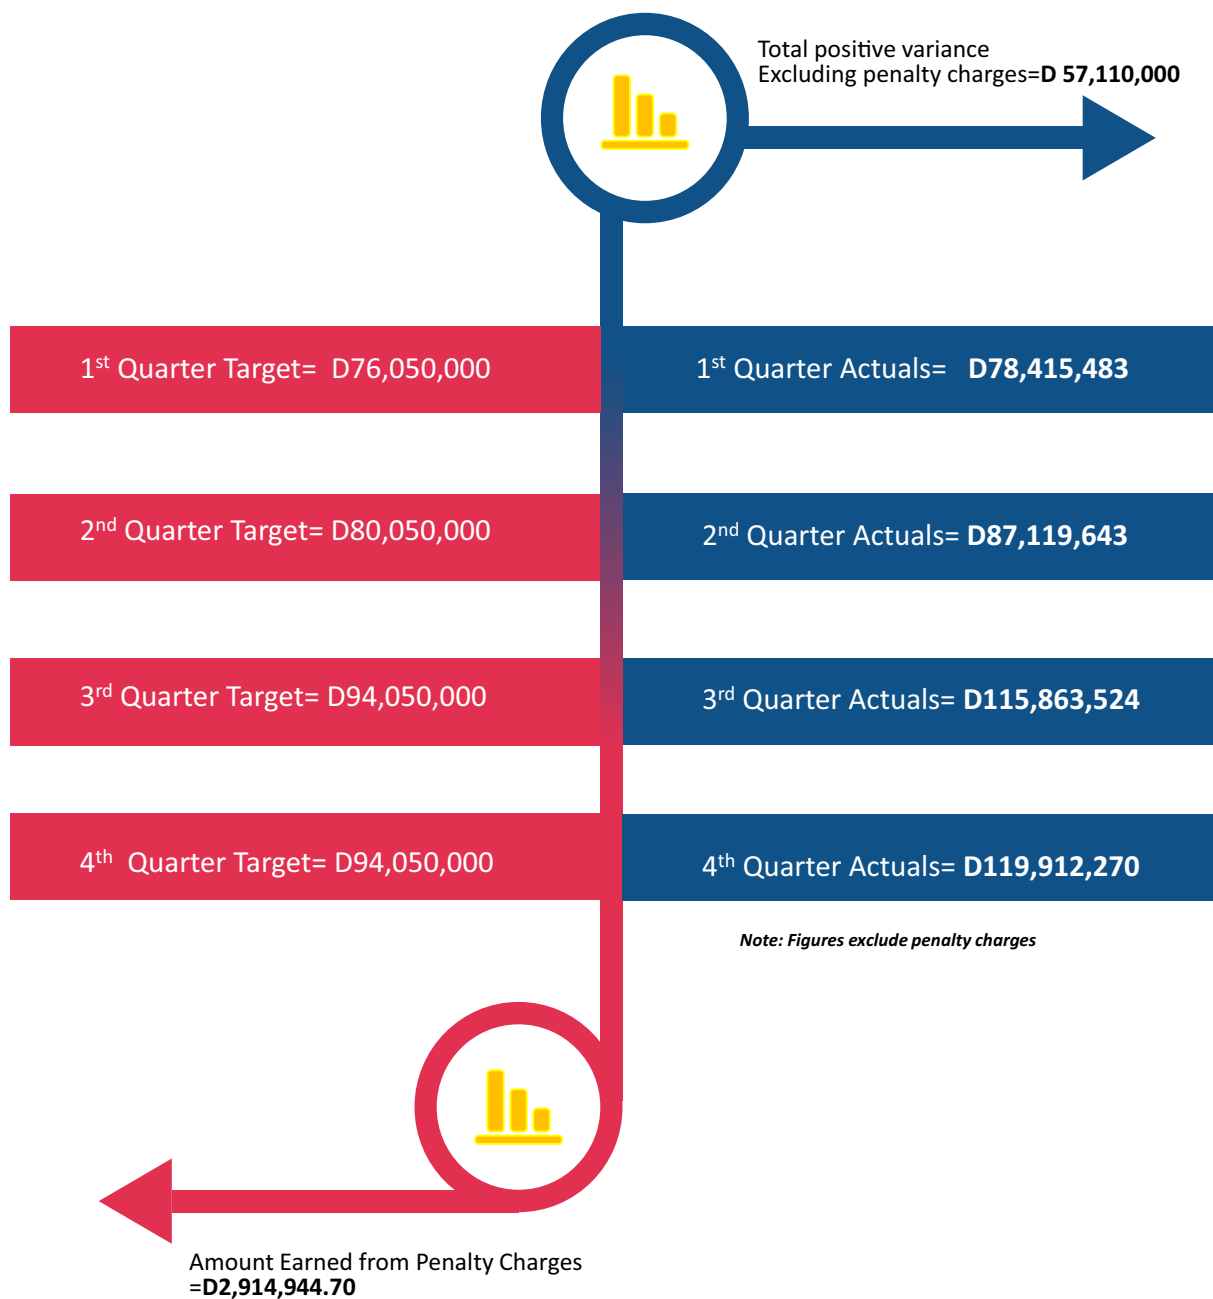 Total positive variance
Excluding penalty charges=D 57,110,000
1st Quarter Target= D76,050,000
1st Quarter Actuals= D78,415,483
2nd Quarter Target= D80,050,000
2nd Quarter Actuals= D87,119,643
3rd Quarter Target= D94,050,000
3rd Quarter Actuals= D115,863,524
4th Quarter Target= D94,050,000
4th Quarter Actuals= D119,912,270
Note: Figures exclude penalty charges
Amount Earned from Penalty Charges
=D2,914,944.70